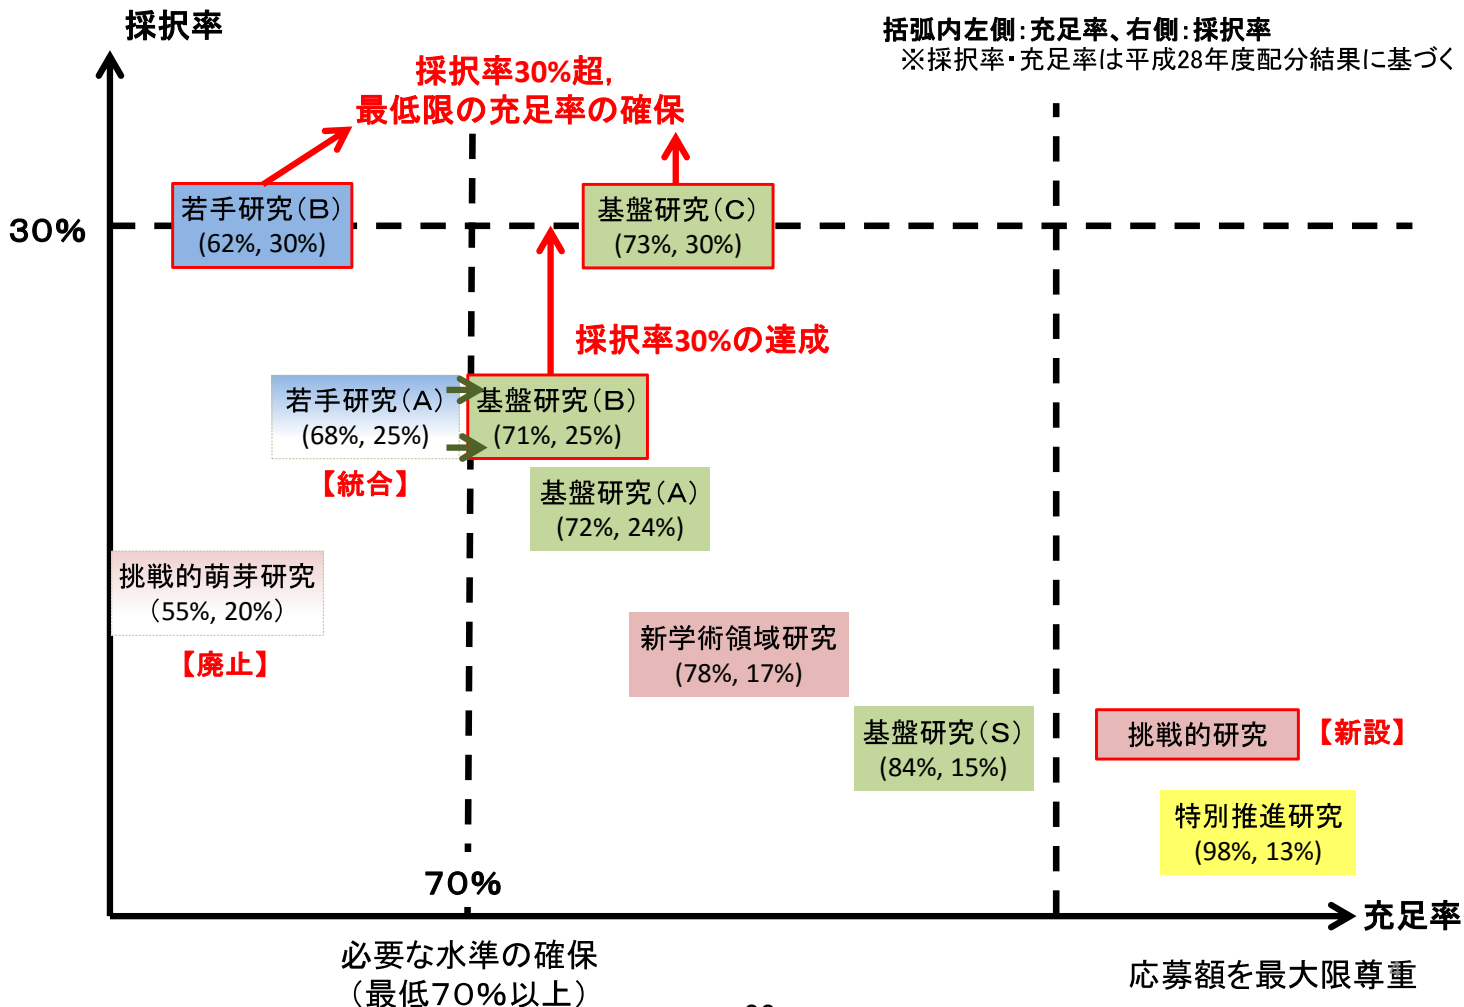 採択率
括弧内左側:充足率、右側:採択率
※採択率・充足率は平成28年度配分結果に基づく
採択率30%超,
最低限の充足率の確保
30%
若手研究(B)
(62%, 30%)
基盤研究(C)
(73%, 30%)
採択率30%の達成
若手研究(A)
(68%, 25%)
基盤研究(B)
(71%, 25%)
【統合】
基盤研究(A)
(72%, 24%)
挑戦的萌芽研究
(55%, 20%)
【廃止】
新学術領域研究
(78%, 17%)
基盤研究(S)
(84%, 15%)
挑戦的研究
【新設】
特別推進研究
(98%, 13%)
70%
充足率
必要な水準の確保
(最低70%以上)
応募額を最大限尊重